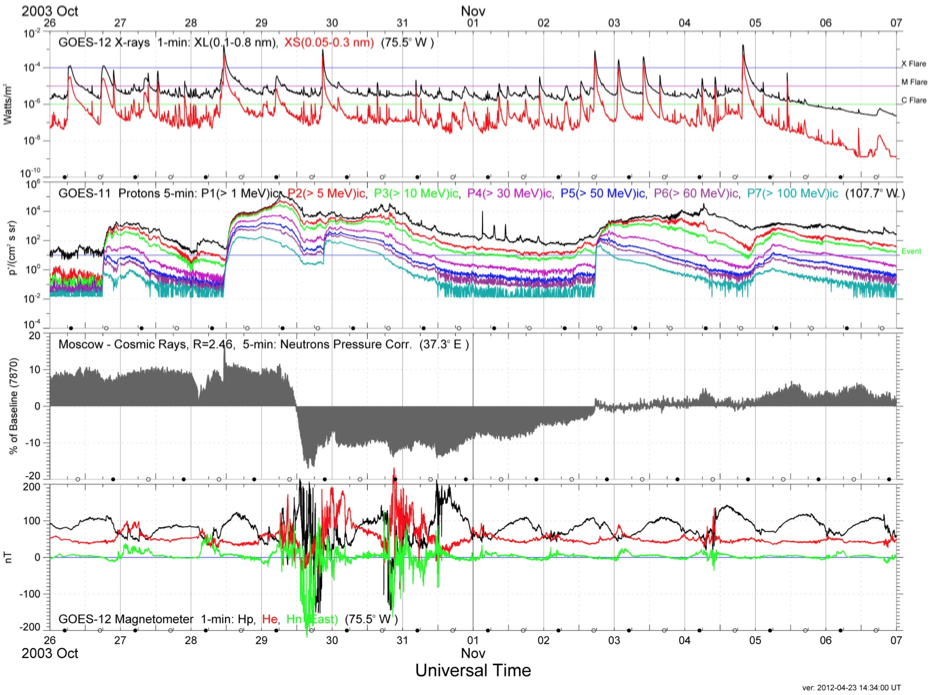 2003 Oct Nov
26 27 28 29 30 31 01 02 03 04 05 06 07
GOES-12 X-rays 1-min: XL(0.1-0.8 nm), XS(0.05-0.3 nm) (75.5° W )
10-2
10-4
10-6
10-8
10-10
Watts/m2
X Flare
M Flare
C Flare
GOES-11 Protons 5-min: P1(> 1 MeV)ic, P2(> 5 MeV)ic, P3(> 10 MeV)ic, P4(> 30 MeV)ic, P5(> 50 MeV)ic, P6(> 60 MeV)ic, P7(> 100 MeV)ic (107.7° W )
106
104
102
100
10-2
10-4
p+/(cm2 s sr)
Event
Moscow - Cosmic Rays, R=2.46, 5-min: Neutrons Pressure Corr. (37.3° E )
20
10
0
-10
-20
% of Baseline (7870)
200
100
0
-100
-200
nT
GOES-12 Magnetometer 1-min: Hp, He, Hn(East) (75.5° W )
26 27 28 29 30 31 01 02 03 04 05 06 07
2003 Oct Nov
Universal Time
ver: 2012-04-23 14:34:00 UT